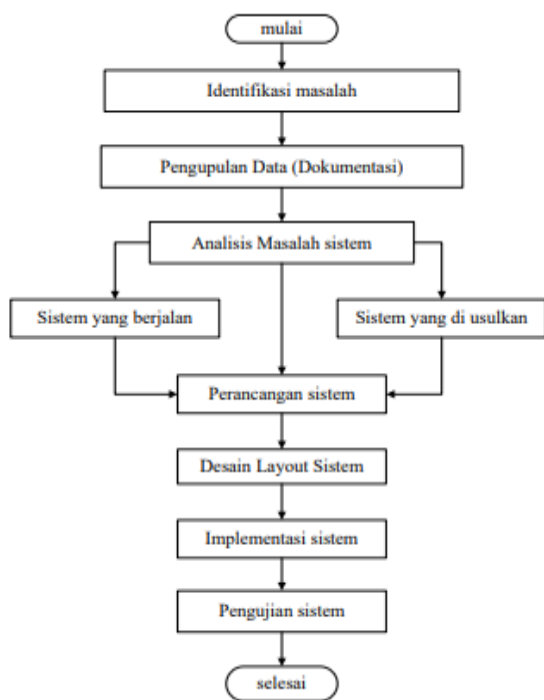 mulai
Identifikasi masalah
Pengupulan Data (Dokumentasi)
Analisis Masalah sistem
Sistem yang berjalan
Sistem yang di usulkan
Perancangan sistem
Desain Layout Sistem
Implementasi sistem
Pengujian sistem
selesai